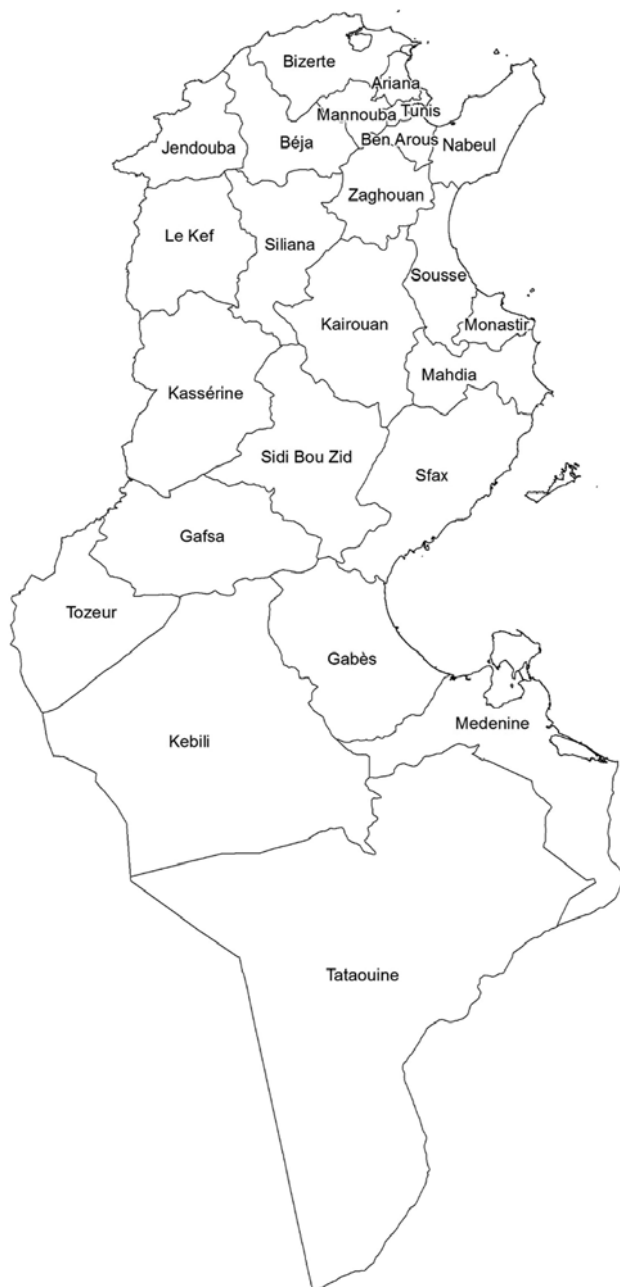 Bizerte
Ariana
Mannouba
Tunis
Jendouba
Béja
Ben Arous
Nabeul
Zaghouan
Le Kef
Siliana
Sousse
Kairouan
Monastir
Mahdia
Kassérine
Sidi Bou Zid
Sfax
Gafsa
Tozeur
Gabès
Medenine
Kebili
Tataouine